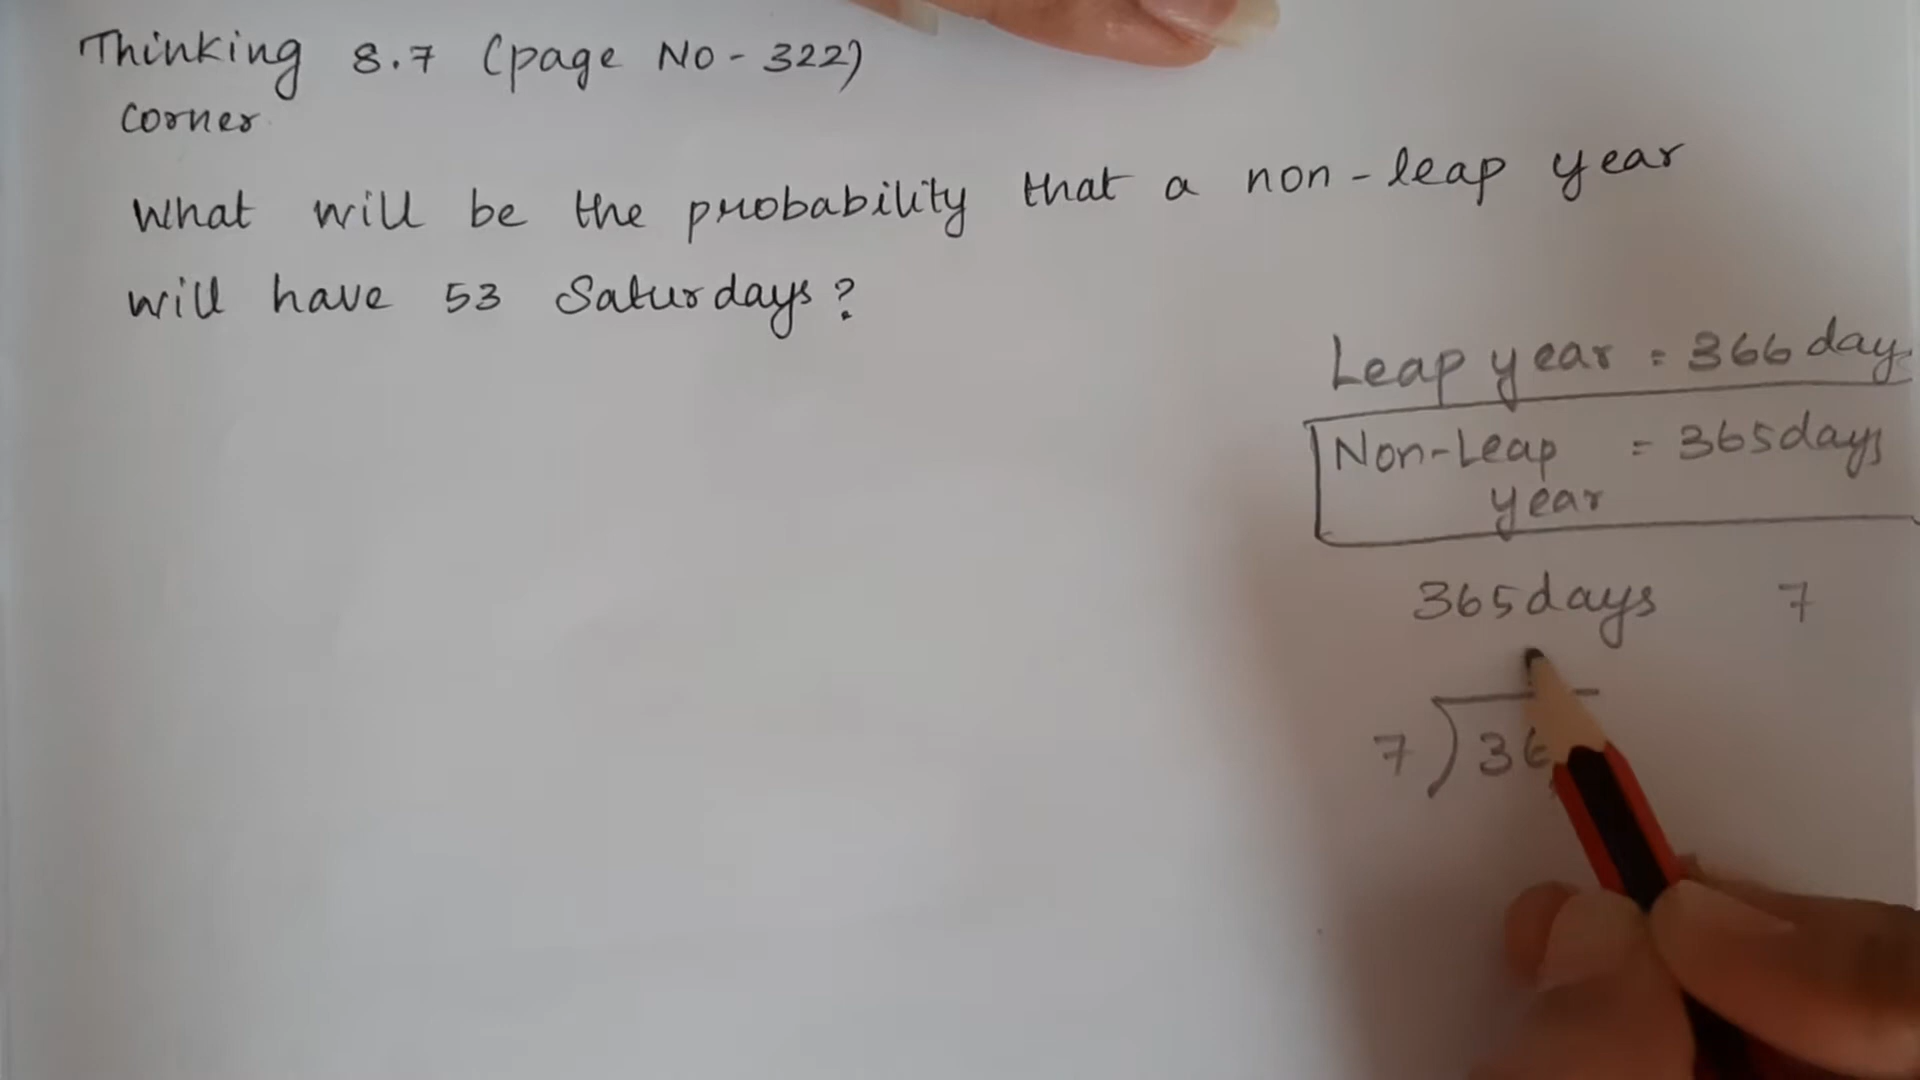 Thinking 8.7 (page No - 322)
corner
What will be the probability that a non-leap year
will have 53 Saturdays?
Leap year = 366 day
Non-Leap = 365days
year
365days 7
7)36